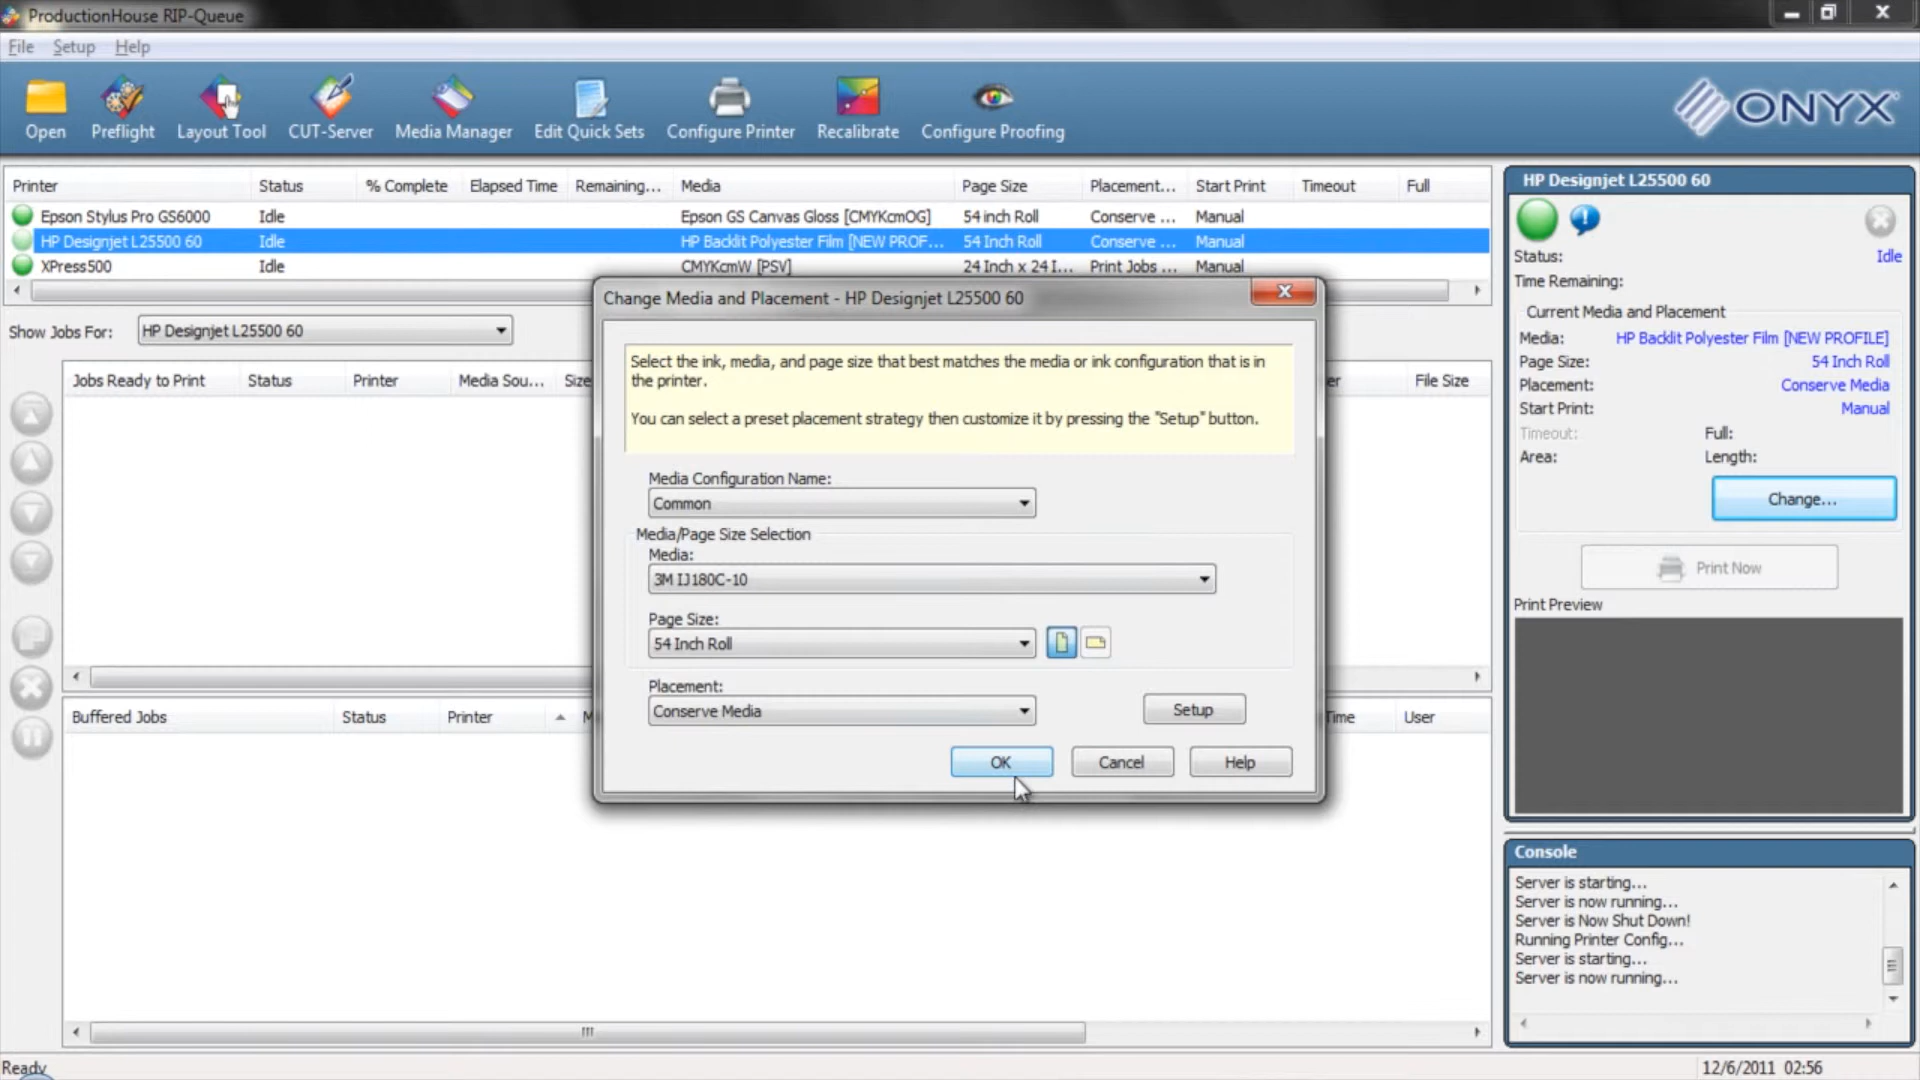 ProductionHouse RIP-Queue
File Setup Help
Open Preflight Layout Tool CUT-Server Media Manager Edit Quick Sets Configure Printer Recalibrate Configure Proofing
ONYX
Printer Status % Complete Elapsed Time Remaining... Media Page Size Placement... Start Print Timeout Full
Epson Stylus Pro GS6000 Idle Epson GS Canvas Gloss [CMYKcmOG] 54 inch Roll Conserve ... Manual
HP Designjet L25500 60 Idle HP Backlit Polyester Film [NEW PROF... 54 Inch Roll Conserve ... Manual
XPress500 Idle CMYKcmW [PSV] 24 Inch x 24 I... Print Jobs ... Manual
Show Jobs For: HP Designjet L25500 60
Jobs Ready to Print Status Printer Media Sou... Size er File Size
Buffered Jobs Status Printer M Time User
Change Media and Placement - HP Designjet L25500 60
Select the ink, media, and page size that best matches the media or ink configuration that is in
the printer.
You can select a preset placement strategy then customize it by pressing the "Setup" button.
Media Configuration Name:
Common
Media/Page Size Selection
Media:
3M IJ180C-10
Page Size:
54 Inch Roll
Placement:
Conserve Media
Setup
OK Cancel Help
HP Designjet L25500 60
Status: Idle
Time Remaining:
Current Media and Placement
Media: HP Backlit Polyester Film [NEW PROFILE]
Page Size: 54 Inch Roll
Placement: Conserve Media
Start Print: Manual
Timeout: Full:
Area: Length:
Change...
Print Now
Print Preview
Console
Server is starting...
Server is now running...
Server is Now Shut Down!
Running Printer Config...
Server is starting...
Server is now running...
Ready
12/6/2011 02:56